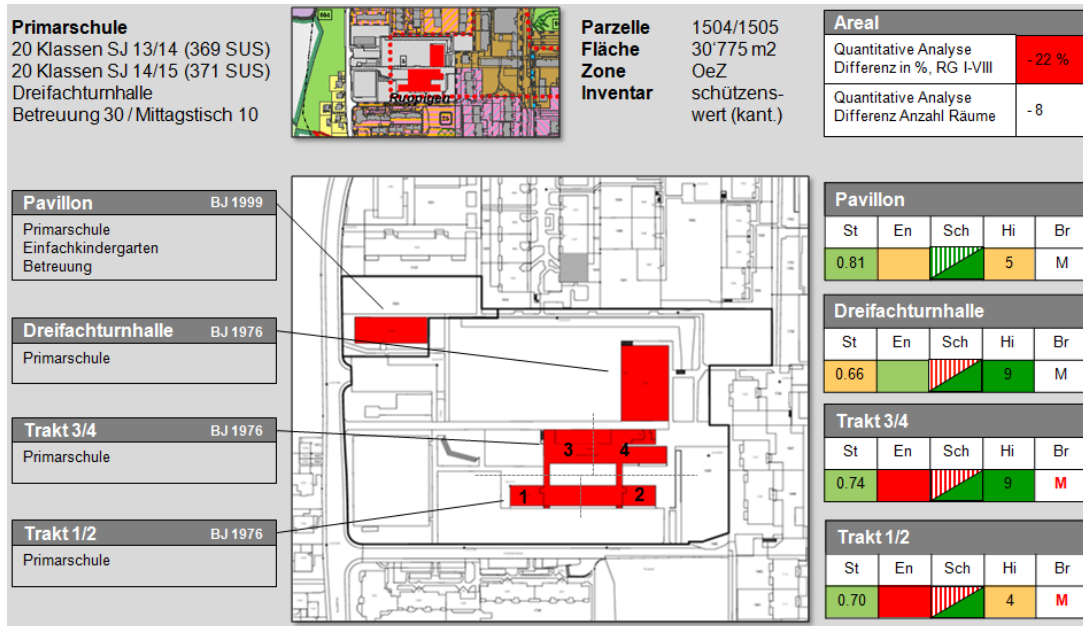 Primarschule
20 Klassen SJ 13/14 (369 SUS)
20 Klassen SJ 14/15 (371 SUS)
Dreifachturnhalle
Betreuung 30 / Mittagstisch 10
Ruppigen
Parzelle 1504/1505
Fläche 30'775 m2
Zone OeZ
Inventar schützens-
wert (kant.)
Areal
Quantitative Analyse
Differenz in %, RG I-VIII
- 22 %
Quantitative Analyse
Differenz Anzahl Räume
- 8
Pavillon BJ 1999
Primarschule
Einfachkindergarten
Betreuung
Dreifachturnhalle BJ 1976
Primarschule
Trakt 3/4 BJ 1976
Primarschule
Trakt 1/2 BJ 1976
Primarschule
3 4
1 2
Pavillon
St En Sch Hi Br
0.81 5 M
Dreifachturnhalle
St En Sch Hi Br
0.66 9 M
Trakt 3/4
St En Sch Hi Br
0.74 9 M
Trakt 1/2
St En Sch Hi Br
0.70 4 M